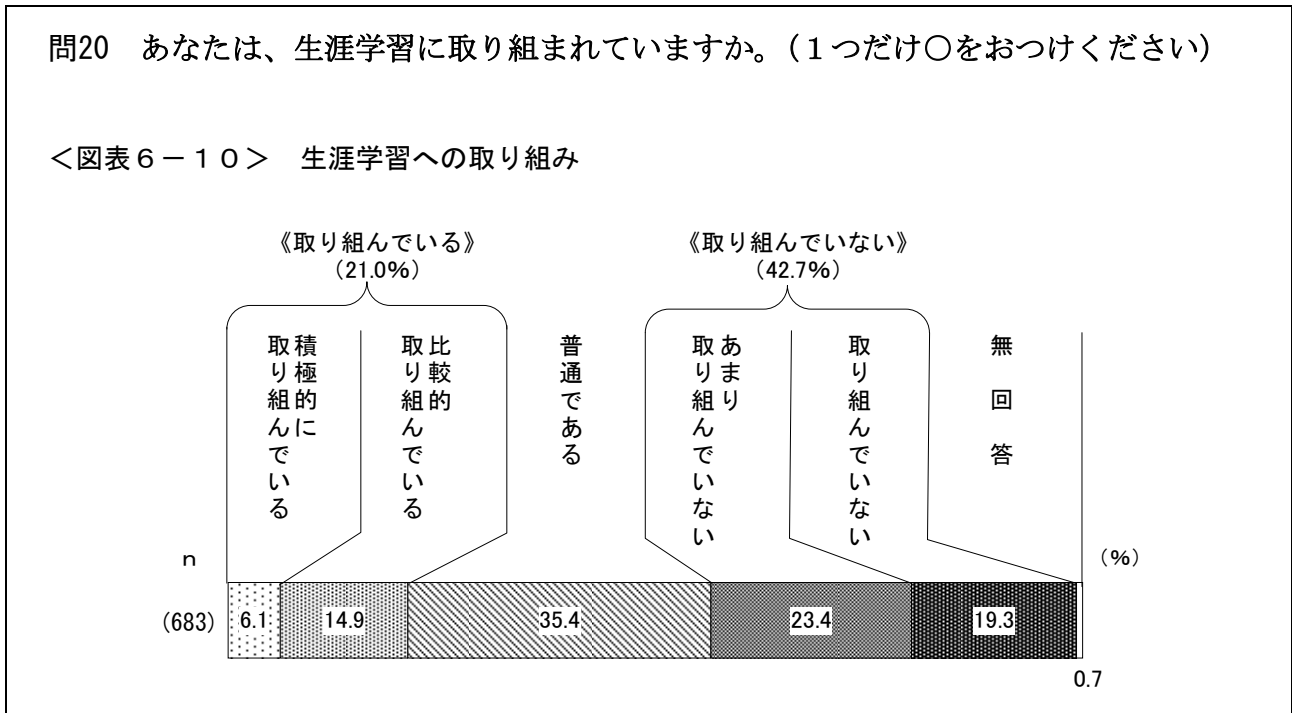 問20　あなたは、生涯学習に取り組まれていますか。（１つだけ○をおつけください）
＜図表６－１０＞　生涯学習への取り組み
《取り組んでいる》
（21.0%）
《取り組んでいない》
（42.7%）
積極的に
取り組んでいる
比較的
取り組んでいる
普通である
あまり
取り組んでいない
取り組んでいない
無回答
n
（%）
(683)
6.1
14.9
35.4
23.4
19.3
0.7